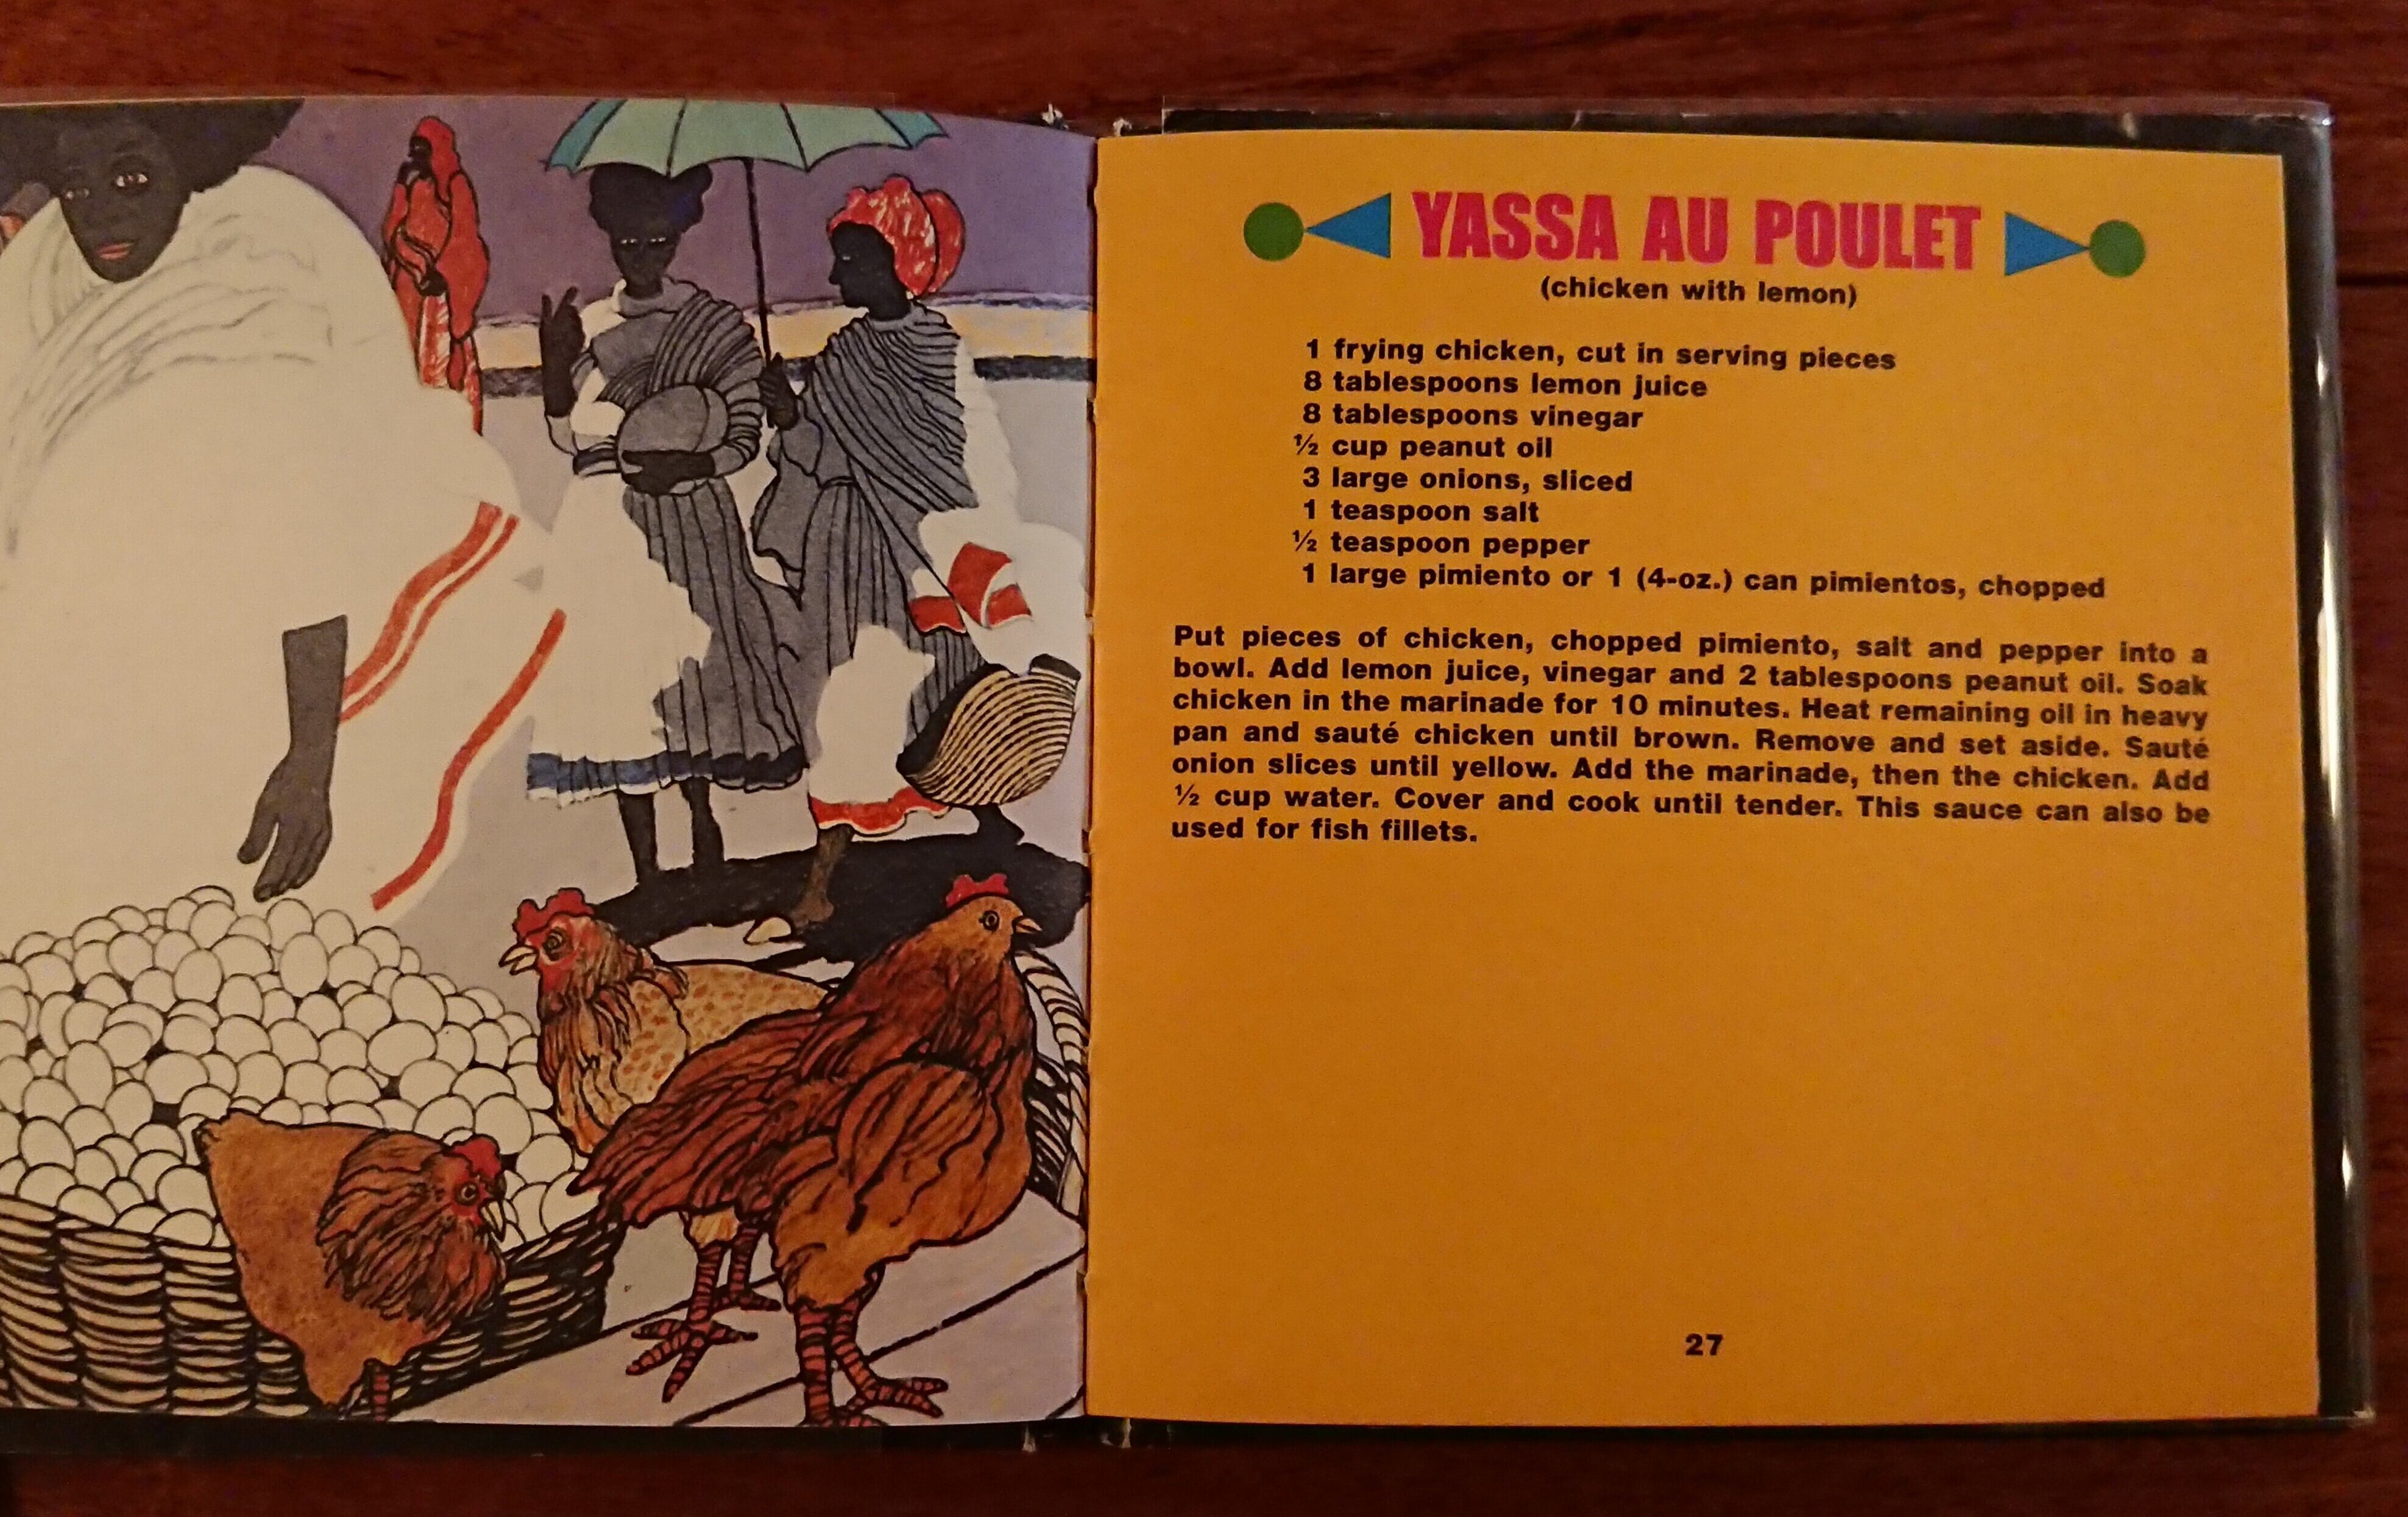 YASSA AU POULET
(chicken with lemon)
1 frying chicken, cut in serving pieces
8 tablespoons lemon juice
8 tablespoons vinegar
½ cup peanut oil
3 large onions, sliced
1 teaspoon salt
½ teaspoon pepper
1 large pimiento or 1 (4-oz.) can pimientos, chopped
Put pieces of chicken, chopped pimiento, salt and pepper into a
bowl. Add lemon juice, vinegar and 2 tablespoons peanut oil. Soak
chicken in the marinade for 10 minutes. Heat remaining oil in heavy
pan and sauté chicken until brown. Remove and set aside. Sauté
onion slices until yellow. Add the marinade, then the chicken. Add
½ cup water. Cover and cook until tender. This sauce can also be
used for fish fillets.
27